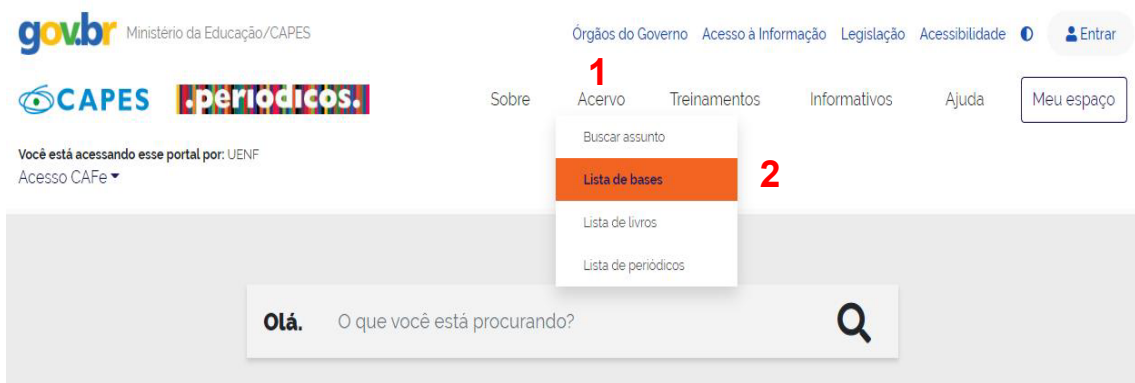 gov.br Ministério da Educação/CAPES Órgãos do Governo Acesso à Informação Legislação Acessibilidade Entrar
1
CAPES .periódicos. Sobre Acervo Treinamentos Informativos Ajuda Meu espaço
Buscar assunto
Você está acessando esse portal por: UENF
Acesso CAFe
Lista de bases 2
Lista de livros
Lista de periódicos
Olá. O que você está procurando?